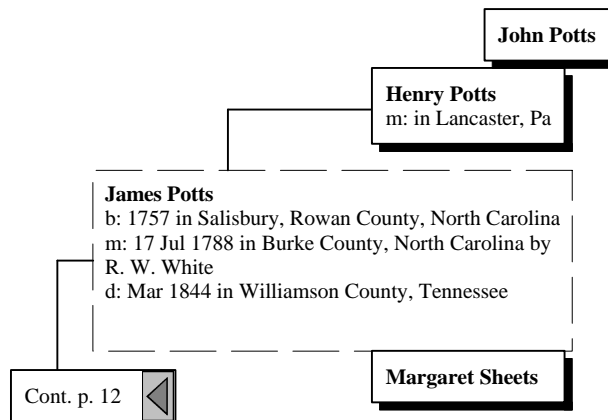 John Potts
Henry Potts
m: in Lancaster, Pa
James Potts
b: 1757 in Salisbury, Rowan County, North Carolina
m: 17 Jul 1788 in Burke County, North Carolina by
R. W. White
d: Mar 1844 in Williamson County, Tennessee
Margaret Sheets
Cont. p. 12